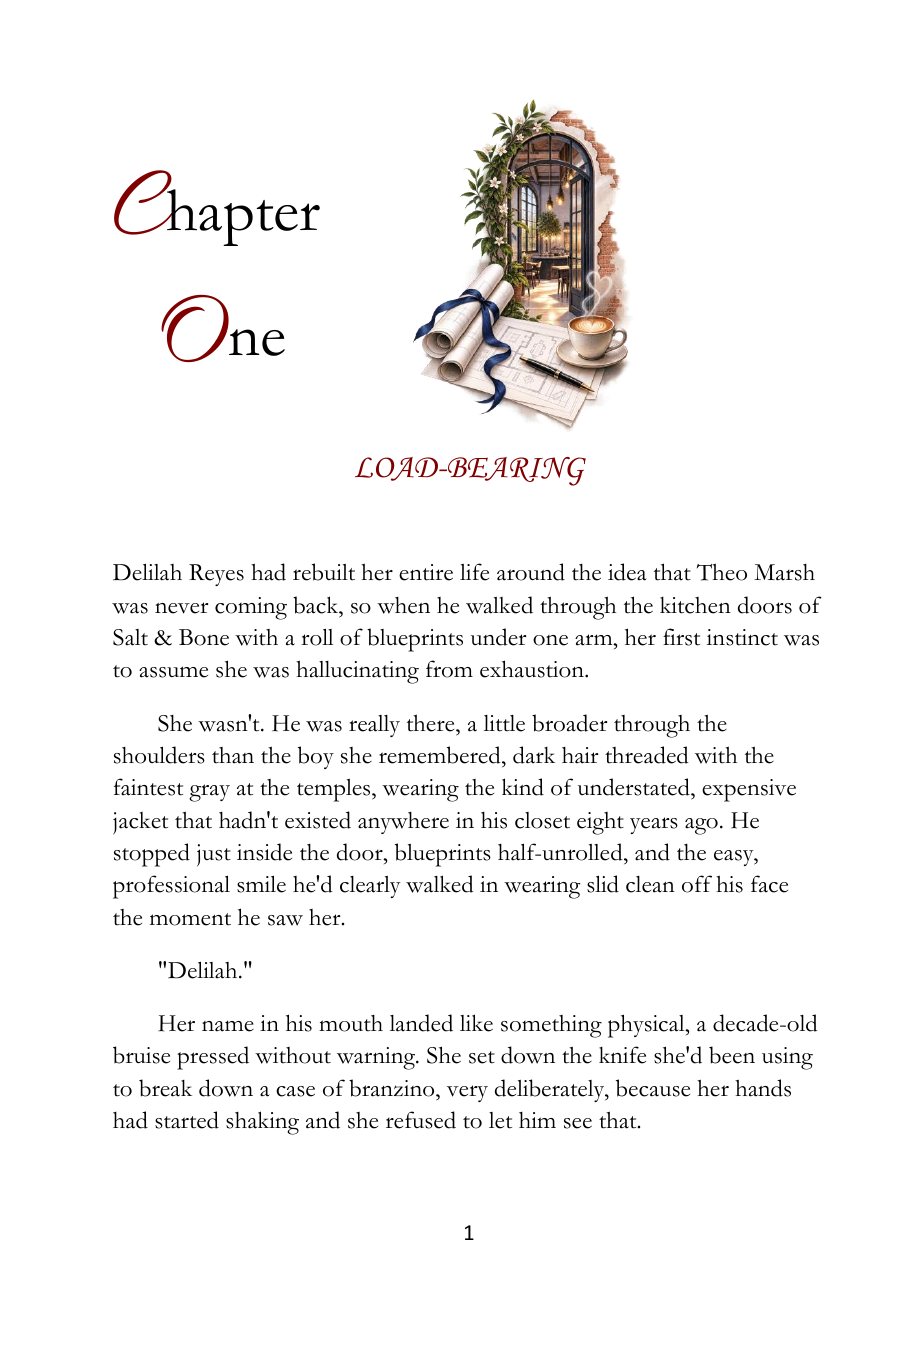 Chapter
One
LOAD-BEARING
Delilah Reyes had rebuilt her entire life around the idea that Theo Marsh
was never coming back, so when he walked through the kitchen doors of
Salt & Bone with a roll of blueprints under one arm, her first instinct was
to assume she was hallucinating from exhaustion.
She wasn't. He was really there, a little broader through the
shoulders than the boy she remembered, dark hair threaded with the
faintest gray at the temples, wearing the kind of understated, expensive
jacket that hadn't existed anywhere in his closet eight years ago. He
stopped just inside the door, blueprints half-unrolled, and the easy,
professional smile he'd clearly walked in wearing slid clean off his face
the moment he saw her.
"Delilah."
Her name in his mouth landed like something physical, a decade-old
bruise pressed without warning. She set down the knife she'd been using
to break down a case of branzino, very deliberately, because her hands
had started shaking and she refused to let him see that.
1